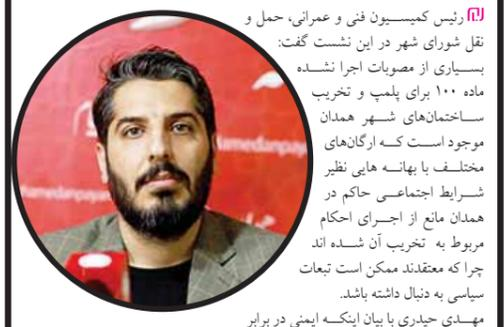 رئیس کمیسیون فنی و عمرانی، حمل و
نقل شورای شهر در این نشست گفت:
بسیاری از مصوبات اجرا نشده
ماده ۱۰۰ برای پلمپ و تخریب
ساختمان‌های شهر همدان
موجود است که ارگان‌های
مختلف با بهانه هایی نظیر
شرایط اجتماعی حاکم در
همدان مانع از اجرای احکام
مربوط به تخریب آن شده اند
چرا که معتقدند ممکن است تبعات
سیاسی به دنبال داشته باشد.
مهدی حیدری با بیان اینکه ایمنی در برابر
Hamedanpayam
amedanpaya